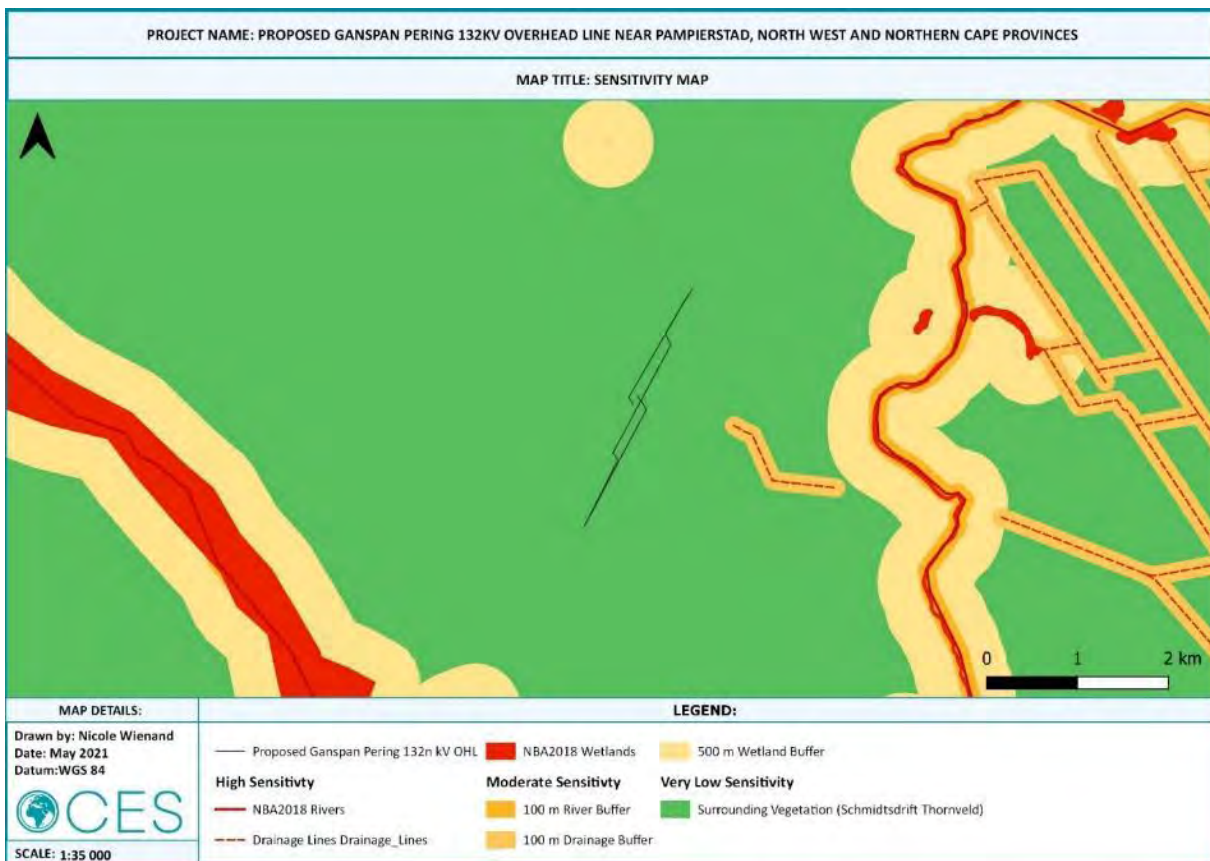 PROJECT NAME: PROPOSED GANSPAN PERING 132KV OVERHEAD LINE NEAR PAMPIERSTAD, NORTH WEST AND NORTHERN CAPE PROVINCES
MAP TITLE: SENSITIVITY MAP
0 1 2 km
MAP DETAILS:
Drawn by: Nicole Wienand
Date: May 2021
Datum:WGS 84
CES
SCALE: 1:35 000
LEGEND:
Proposed Ganspan Pering 132n kV OHL
High Sensitivty
NBA2018 Rivers
Drainage Lines Drainage_Lines
NBA2018 Wetlands
Moderate Sensitivty
100 m River Buffer
100 m Drainage Buffer
500 m Wetland Buffer
Very Low Sensitivity
Surrounding Vegetation (Schmidtsdrift Thornveld)